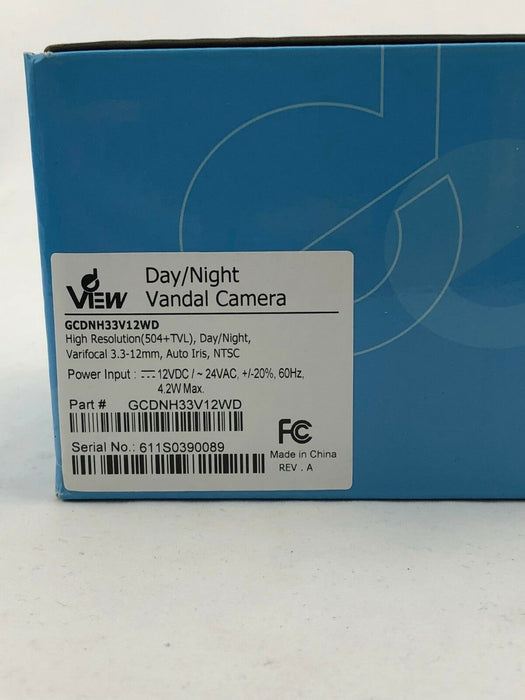 d
VIEW
Day/Night
Vandal Camera
GCDNH33V12WD
High Resolution(504+TVL), Day/Night,
Varifocal 3.3-12mm, Auto Iris, NTSC
Power Input : ⎓ 12VDC / ~ 24VAC, +/-20%, 60Hz,
4.2W Max.
Part # GCDNH33V12WD
FC
Serial No.: 611S0390089
Made in China
REV . A